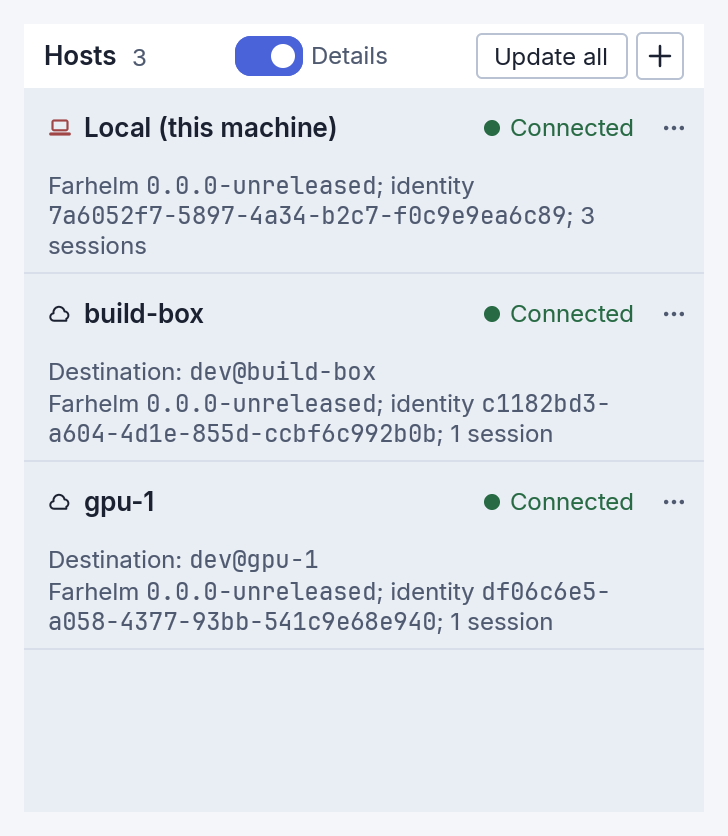 Hosts 3 Details Update all +
Local (this machine) Connected ...
Farhelm 0.0.0-unreleased; identity
7a6052f7-5897-4a34-b2c7-f0c9e9ea6c89; 3
sessions
build-box Connected ...
Destination: dev@build-box
Farhelm 0.0.0-unreleased; identity c1182bd3-
a604-4d1e-855d-ccbf6c992b0b; 1 session
gpu-1 Connected ...
Destination: dev@gpu-1
Farhelm 0.0.0-unreleased; identity df06c6e5-
a058-4377-93bb-541c9e68e940; 1 session